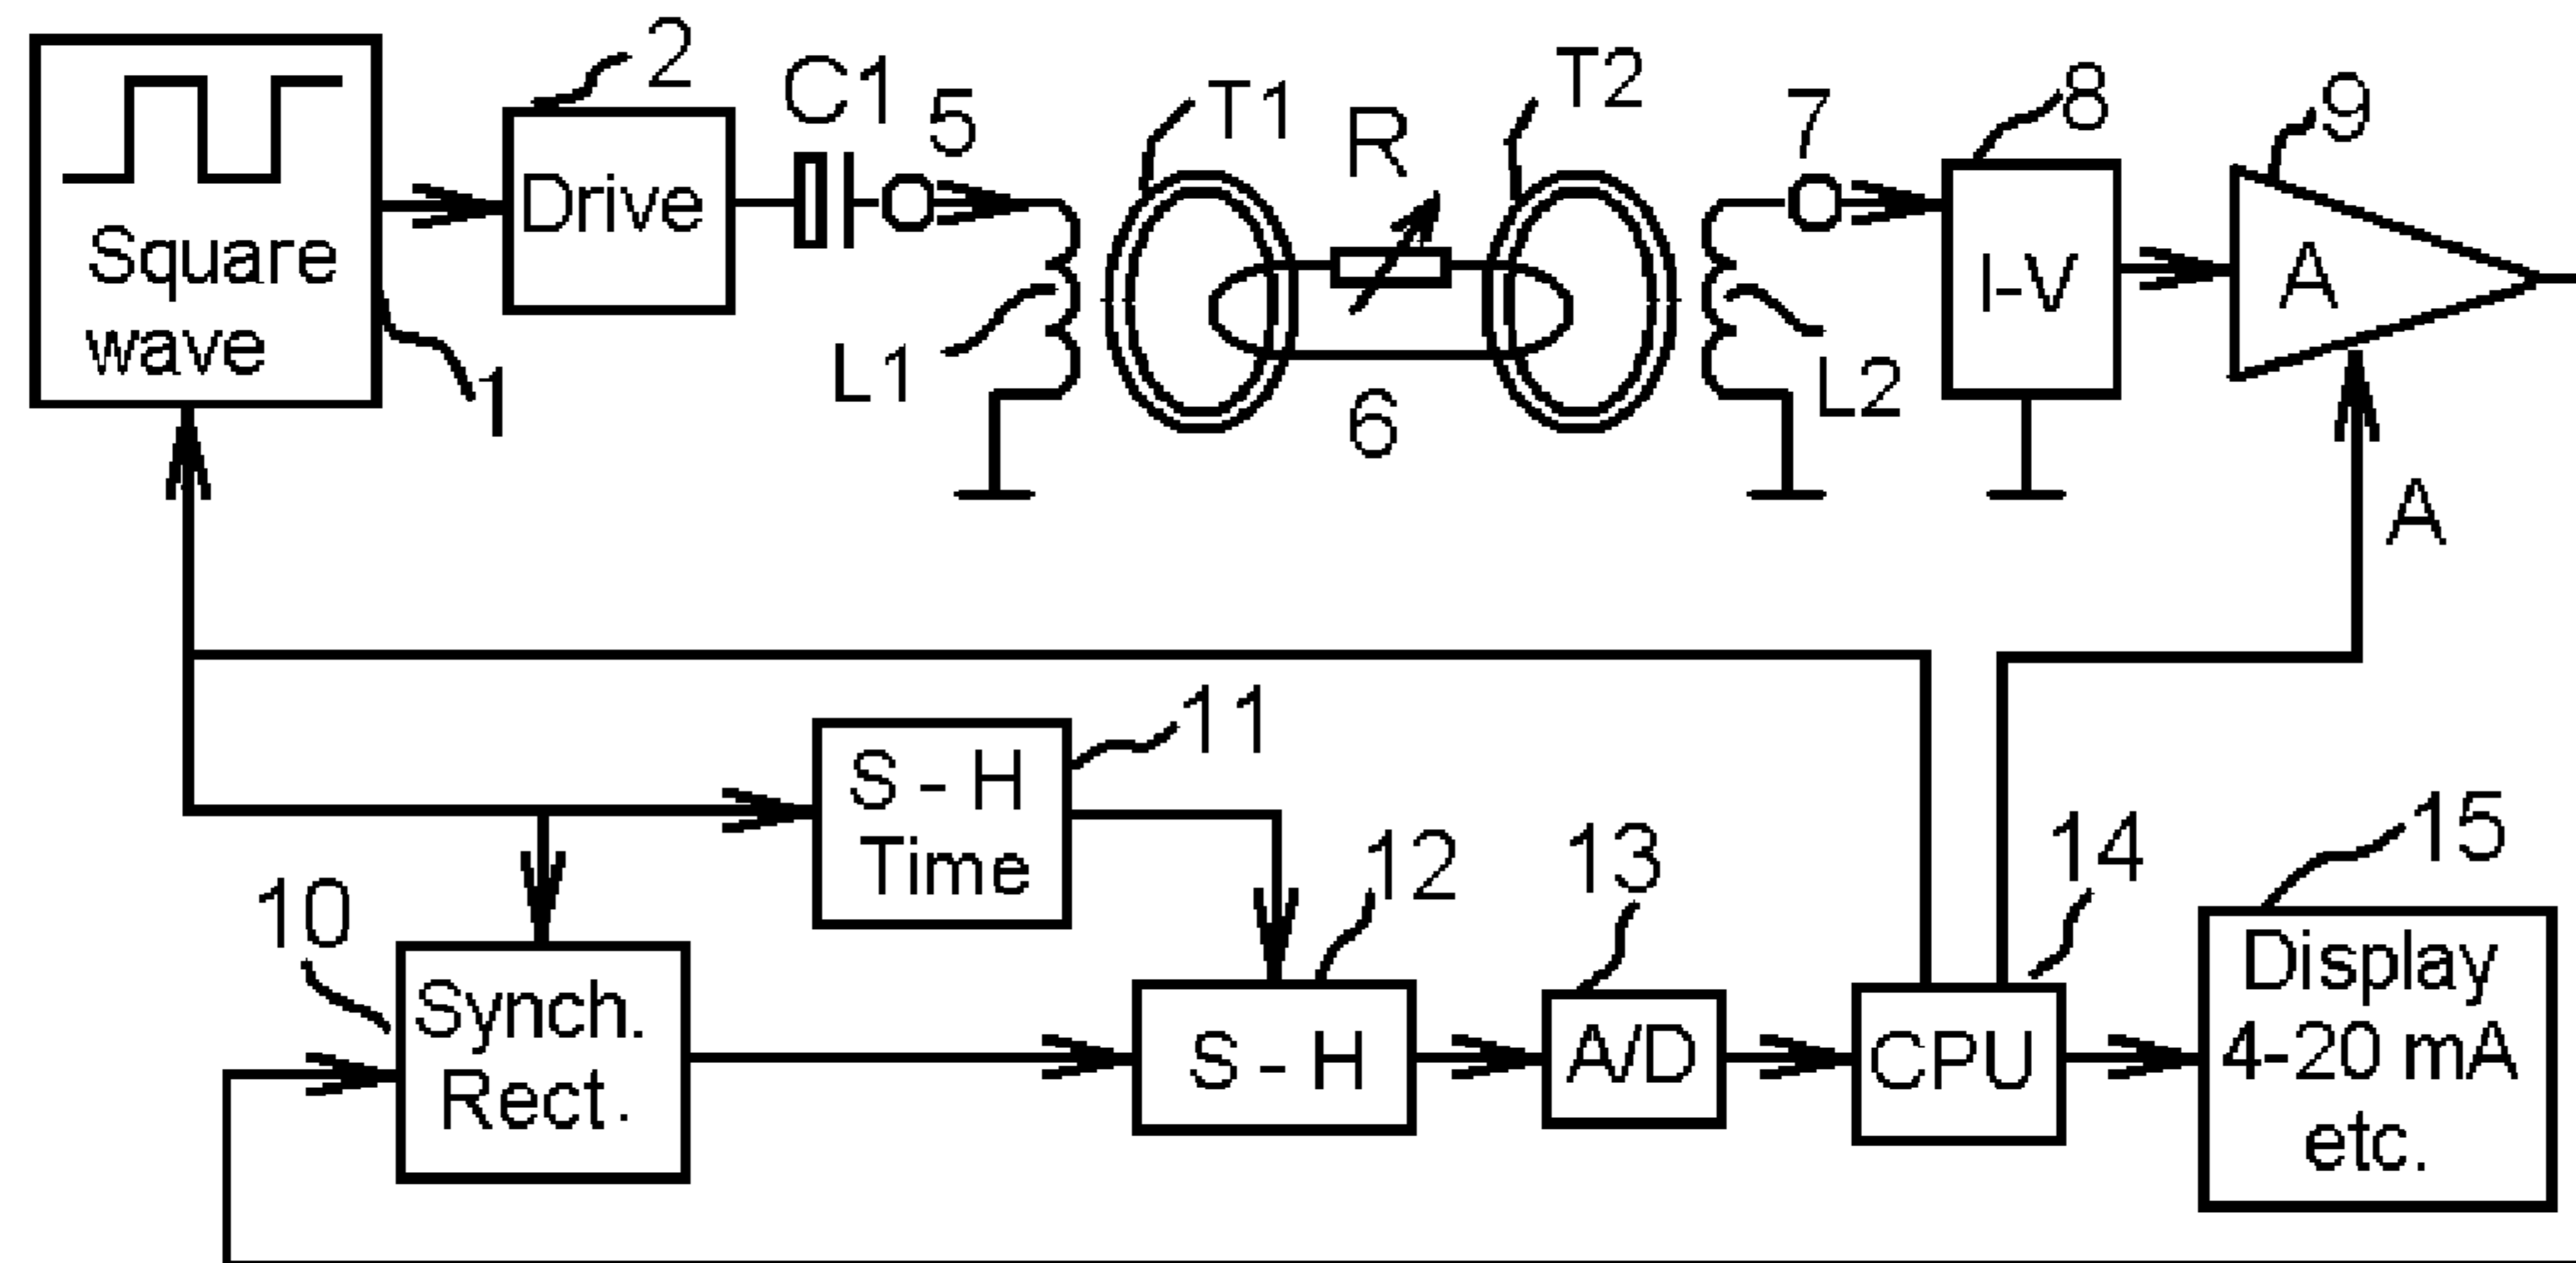 2
C1
5
T1
R
T2
7
8
9
Square
wave
Drive
I-V
A
L1
L2
1
6
A
11
S - H
Time
10
12
13
14
15
Synch.
Rect.
S - H
A/D
CPU
Display
4-20 mA
etc.